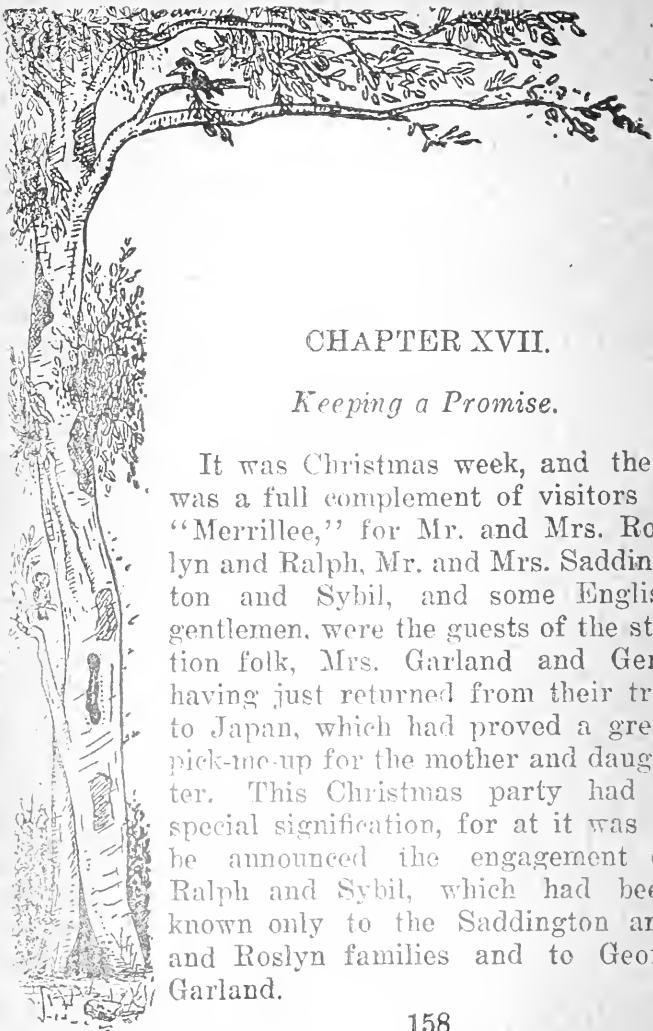 CHAPTER XVII.
Keeping a Promise.
It was Christmas week, and the
was a full complement of visitors
"Merrillee," for Mr. and Mrs. Ro
lyn and Ralph, Mr. and Mrs. Saddin
ton and Sybil, and some Englis
gentlemen, were the guests of the st
tion folk, Mrs. Garland and Ger
having just returned from their tr
to Japan, which had proved a gre
pick-me-up for the mother and daug
ter. This Christmas party had
special signification, for at it was
be announced the engagement
Ralph and Sybil, which had bee
known only to the Saddington an
and Roslyn families and to Geof
Garland.
158